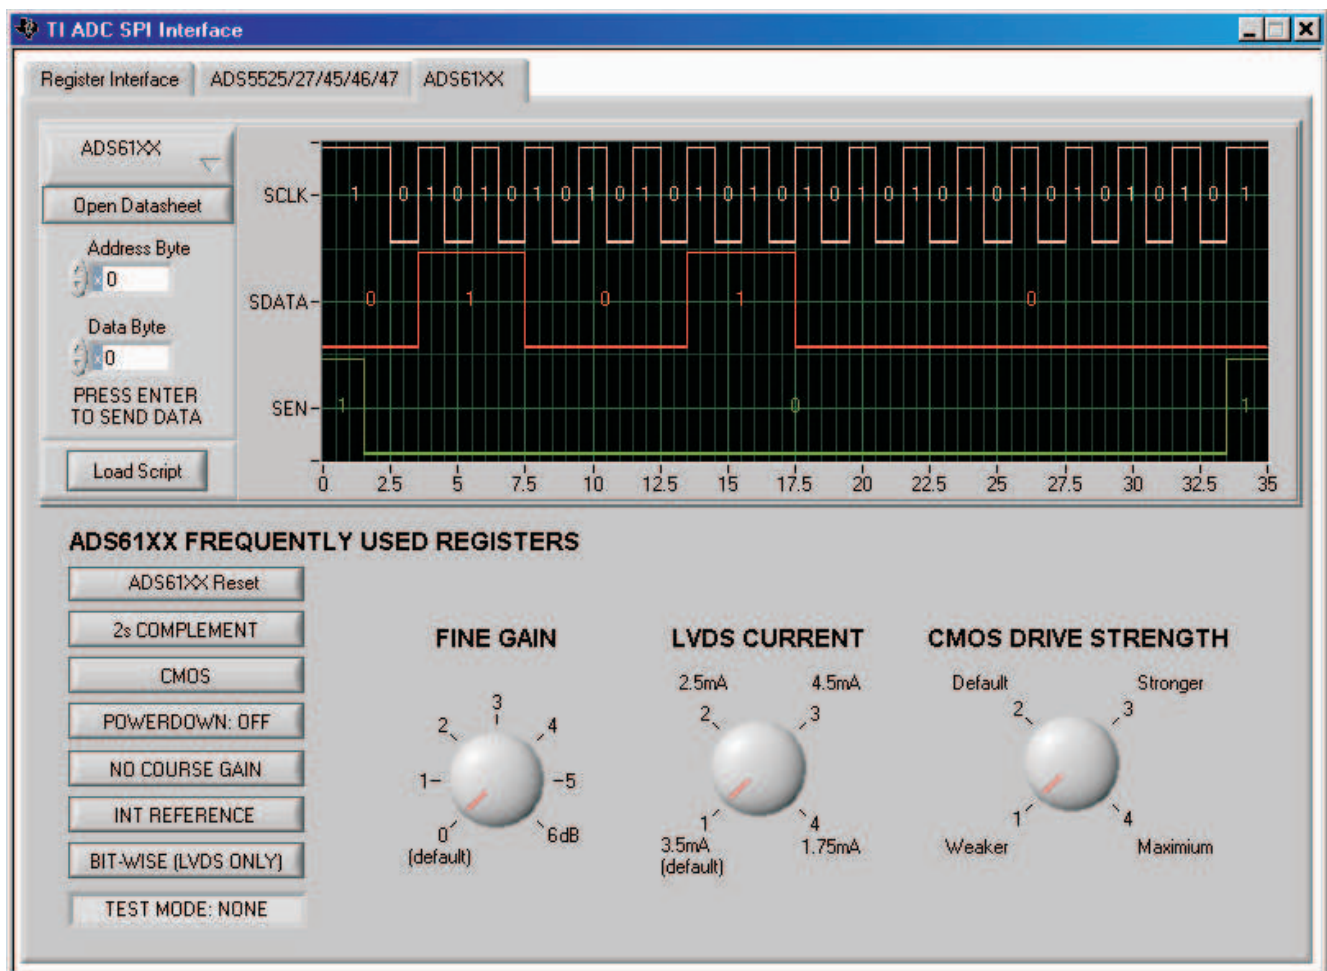 TI ADC SPI Interface
Register Interface
ADS5525/27/45/46/47
ADS61XX
ADS61XX
Open Datasheet
Address Byte
x 0
Data Byte
x 0
PRESS ENTER
TO SEND DATA
Load Script
SCLK
1 0 1 0 1 0 1 0 1 0 1 0 1 0 1 0 1 0 1 0 1 0 1 0 1 0 1 0 1 0 1 0 1
SDATA
0 1 0 1 0
SEN
1 0 1
0 2.5 5 7.5 10 12.5 15 17.5 20 22.5 25 27.5 30 32.5 35
ADS61XX FREQUENTLY USED REGISTERS
ADS61XX Reset
2s COMPLEMENT
CMOS
POWERDOWN: OFF
NO COURSE GAIN
INT REFERENCE
BIT-WISE (LVDS ONLY)
TEST MODE: NONE
FINE GAIN
3
2 4
1 5
0 6dB
(default)
LVDS CURRENT
2.5mA 4.5mA
2 3
1 4
3.5mA 1.75mA
(default)
CMOS DRIVE STRENGTH
Default Stronger
2 3
1 4
Weaker Maximium